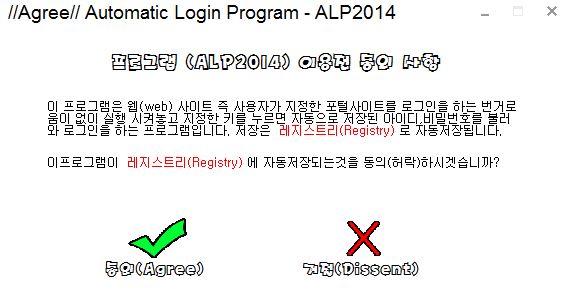 //Agree// Automatic Login Program - ALP2014
프로그램 (ALP2014) 이용전 동의 사항
이 프로그램은 웹(web) 사이트 즉 사용자가 지정한 포털사이트를 로그인을 하는 번거로
움이 없이 실행 시켜놓고 지정한 키를 누르면 자동으로 저장된 아이디,비밀번호를 불러
와 로그인을 하는 프로그램입니다. 저장은 레지스트리(Registry) 로 자동저장됩니다.
이프로그램이 레지스트리(Registry) 에 자동저장되는것을 동의(허락)하시겟습니까?
동의(Agree) 거절(Dissent)